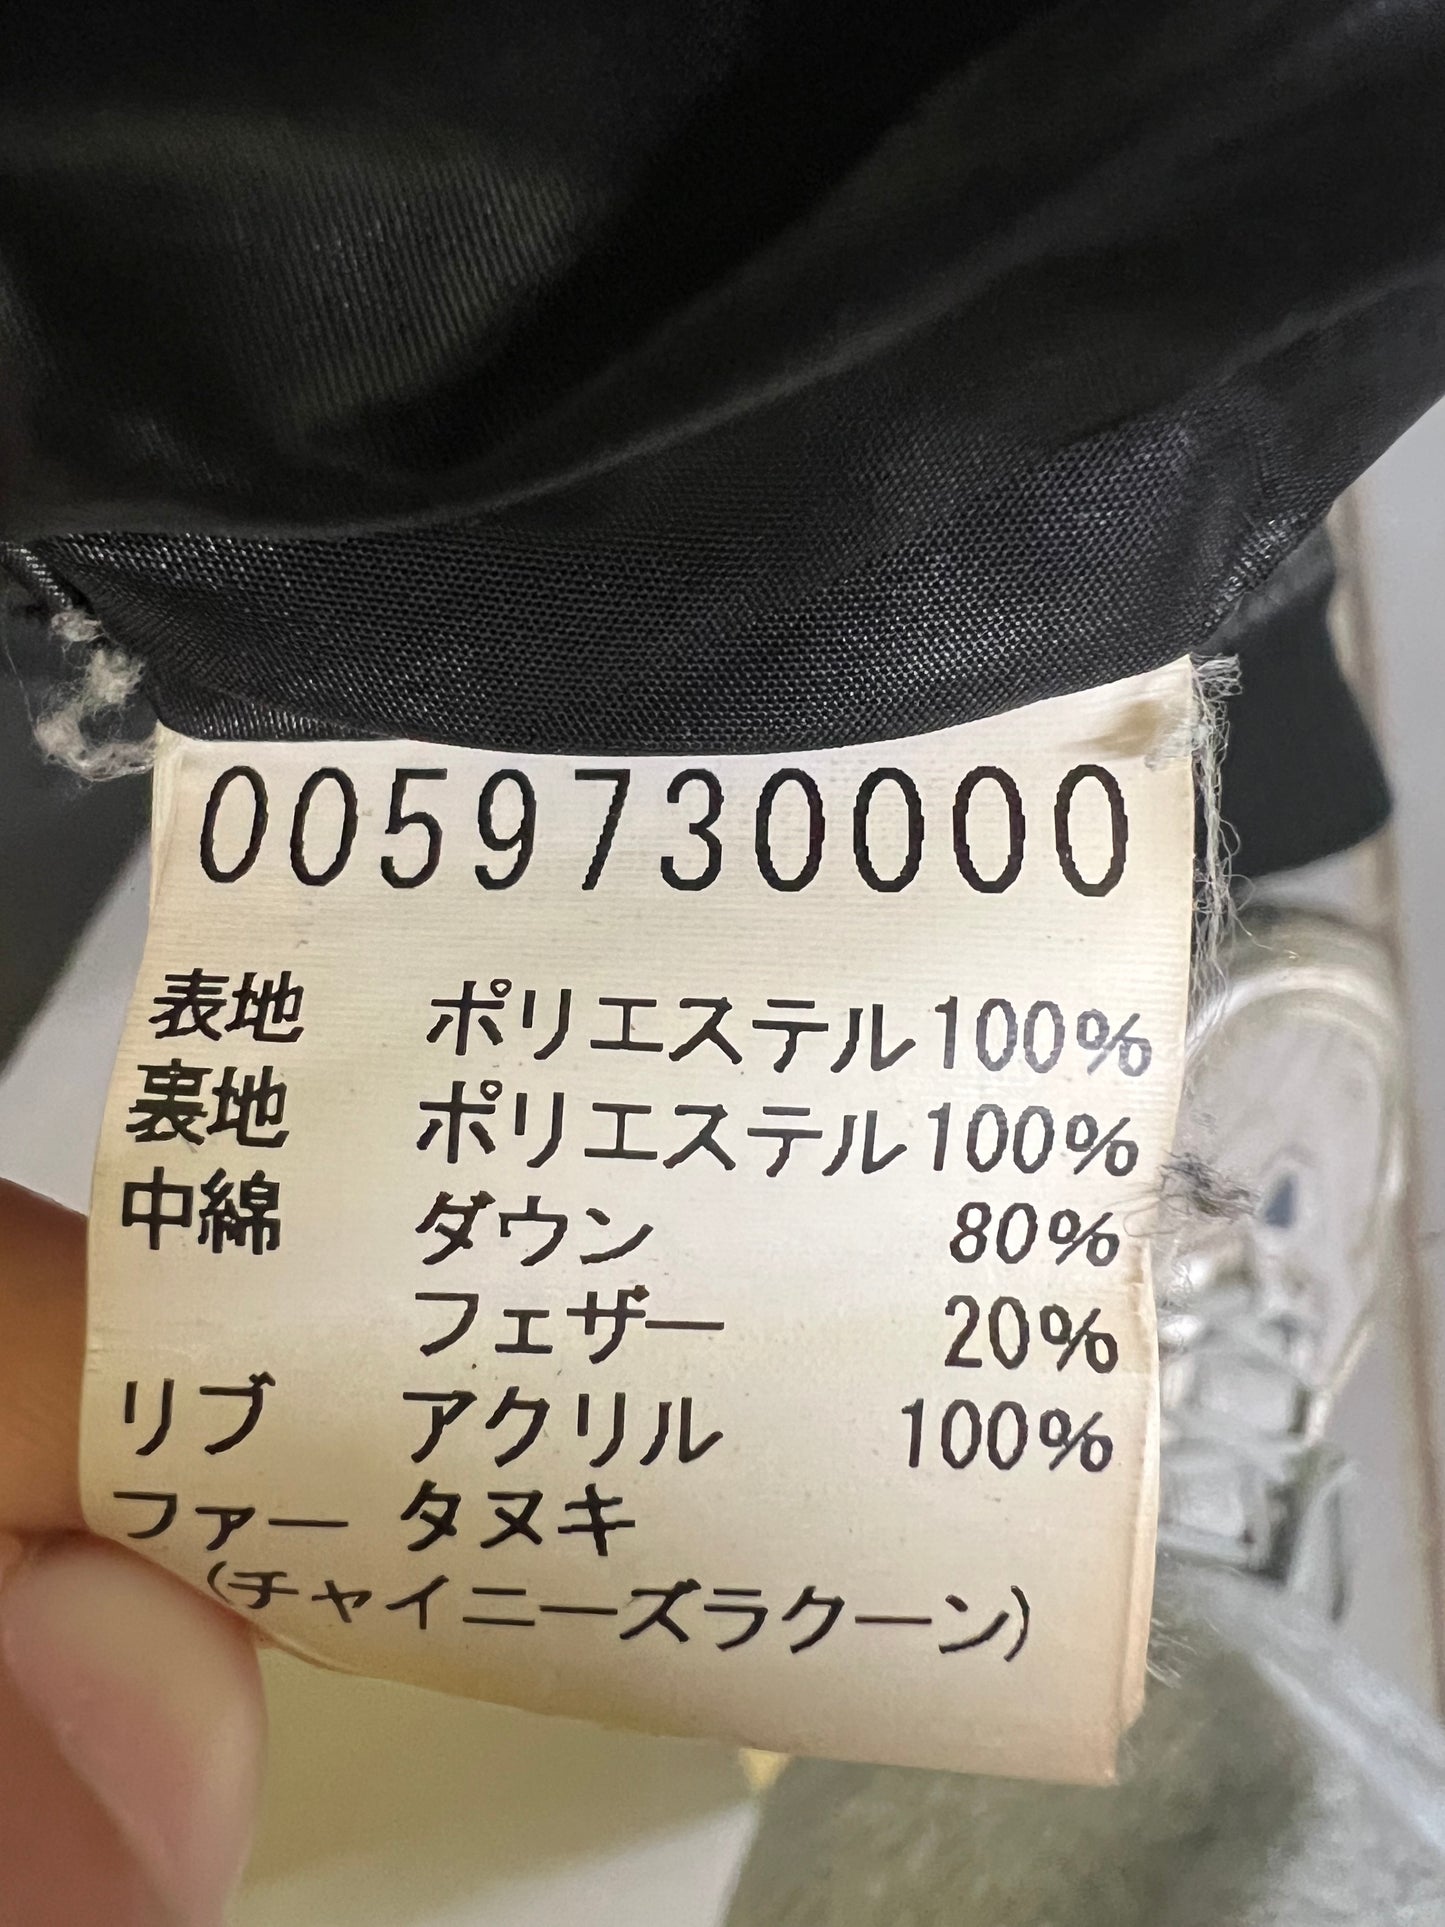 0059730000
表地 ポリエステル100%
裏地 ポリエステル100%
中綿 ダウン 80%
フェザー 20%
リブ アクリル 100%
ファー タヌキ
(チャイニーズラクーン)